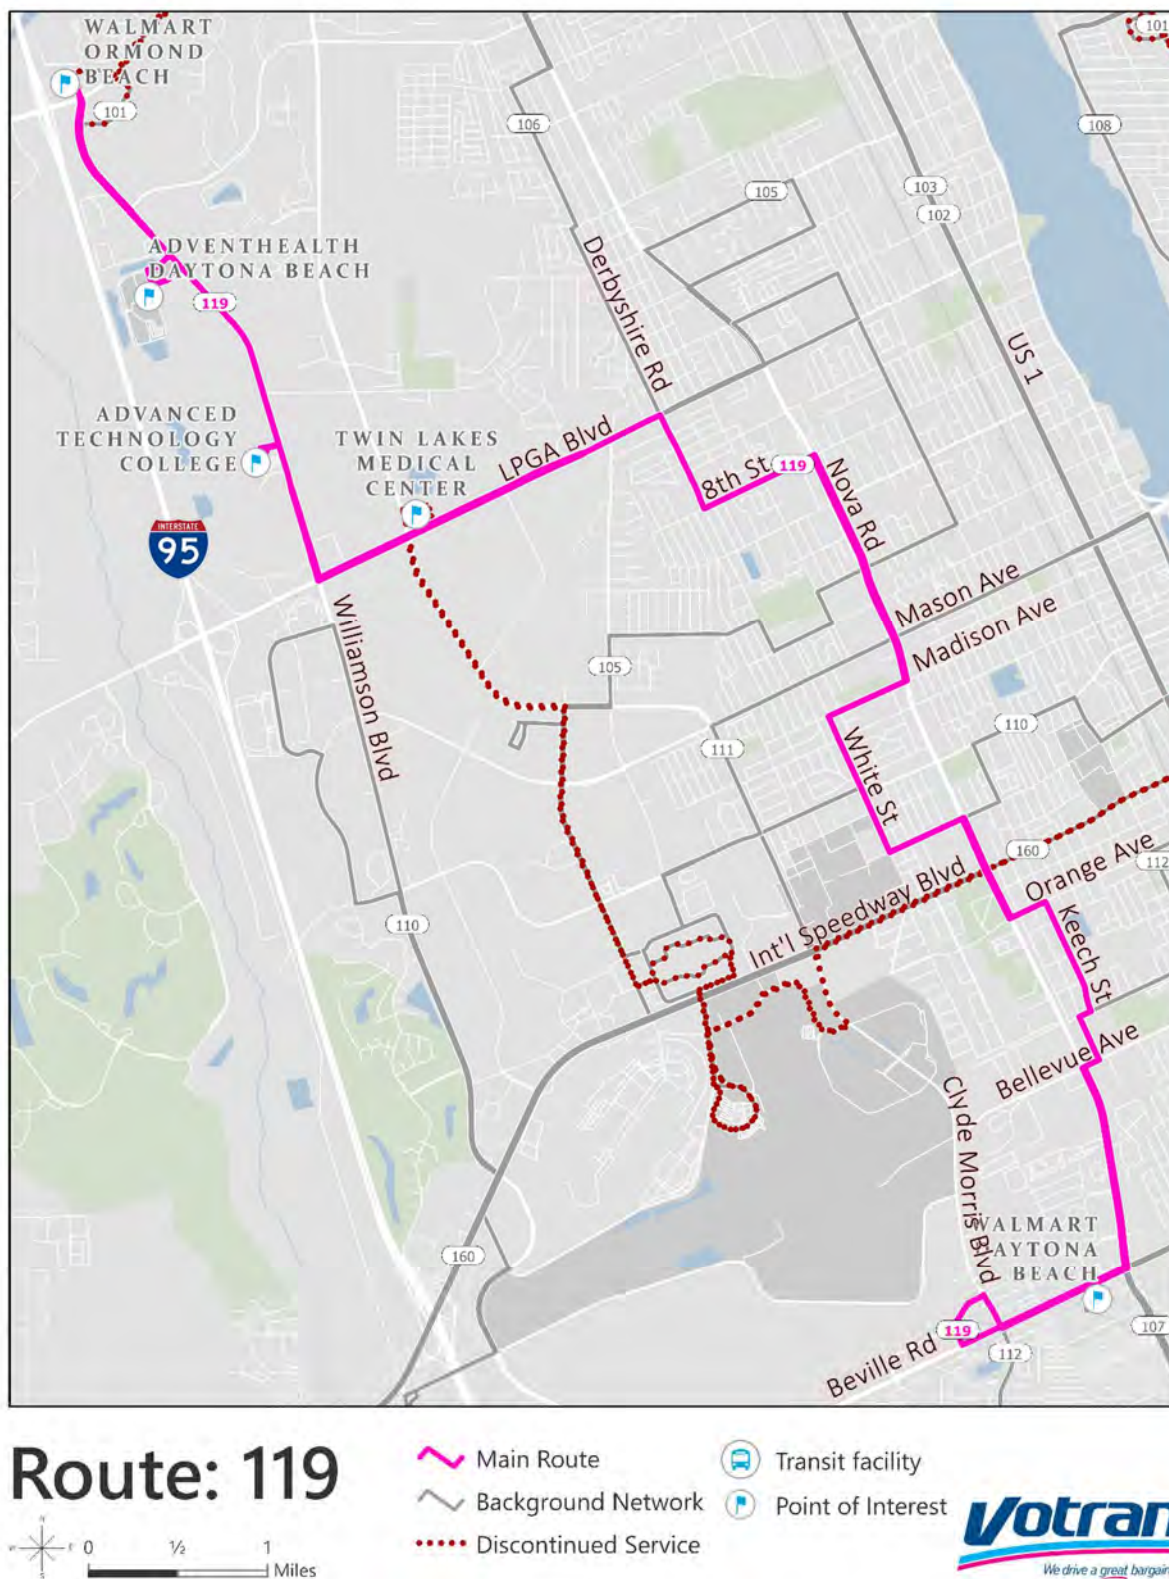 WALMART
ORMOND
BEACH
101
101
106
105
108
103
102
ADVENTHEALTH
DAYTONA BEACH
119
Derbyshire Rd
US 1
ADVANCED
TECHNOLOGY
COLLEGE
TWIN LAKES
MEDICAL
CENTER
LPGA Blvd
8th St
119
Nova Rd
INTERSTATE
95
Mason Ave
Madison Ave
Williamson Blvd
105
111
110
White St
160
Orange Ave
112
110
Int'l Speedway Blvd
Keech St
Bellevue Ave
Clyde Morris Blvd
WALMART
AYTONA
BEACH
160
119
107
112
Beville Rd
Route: 119
N
W E
S
0 ½ 1
Miles
Main Route
Background Network
Discontinued Service
Transit facility
Point of Interest
Votran
We drive a great bargain